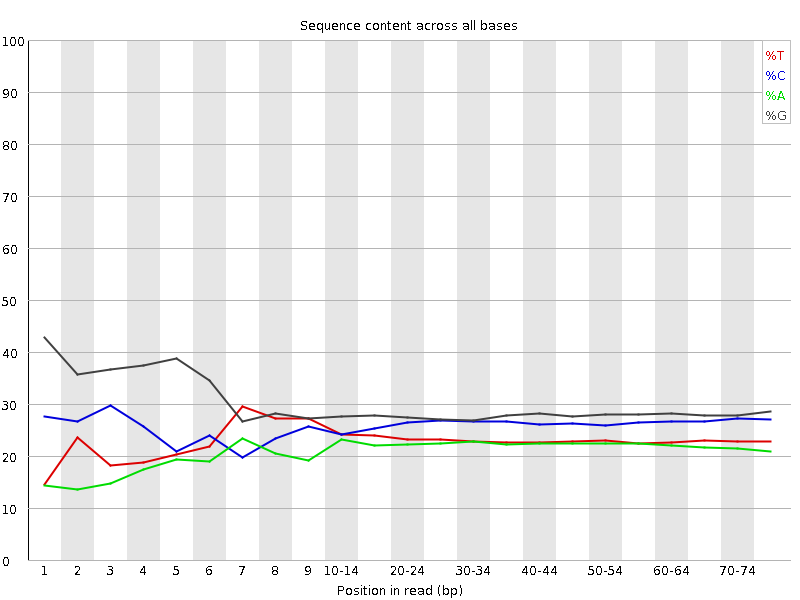 Sequence content across all bases
%T
%C
%A
%G
100
90
80
70
60
50
40
30
20
10
0
1 2 3 4 5 6 7 8 9 10-14 20-24 30-34 40-44 50-54 60-64 70-74
Position in read (bp)